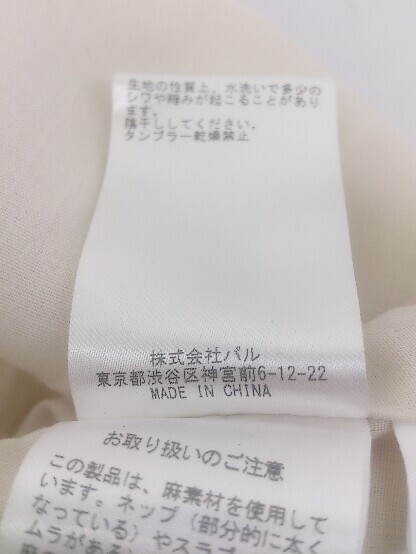 生地の性質上、水洗いで多少の
シワや縮みが起こることがあり
ます。
陰干ししてください。
タンブラー乾燥禁止
株式会社パル
東京都渋谷区神宮前6-12-22
MADE IN CHINA
お取り扱いのご注意
この製品は、麻素材を使用して
います。ネップ（部分的に太く
なっている）やスラー
ムラがある